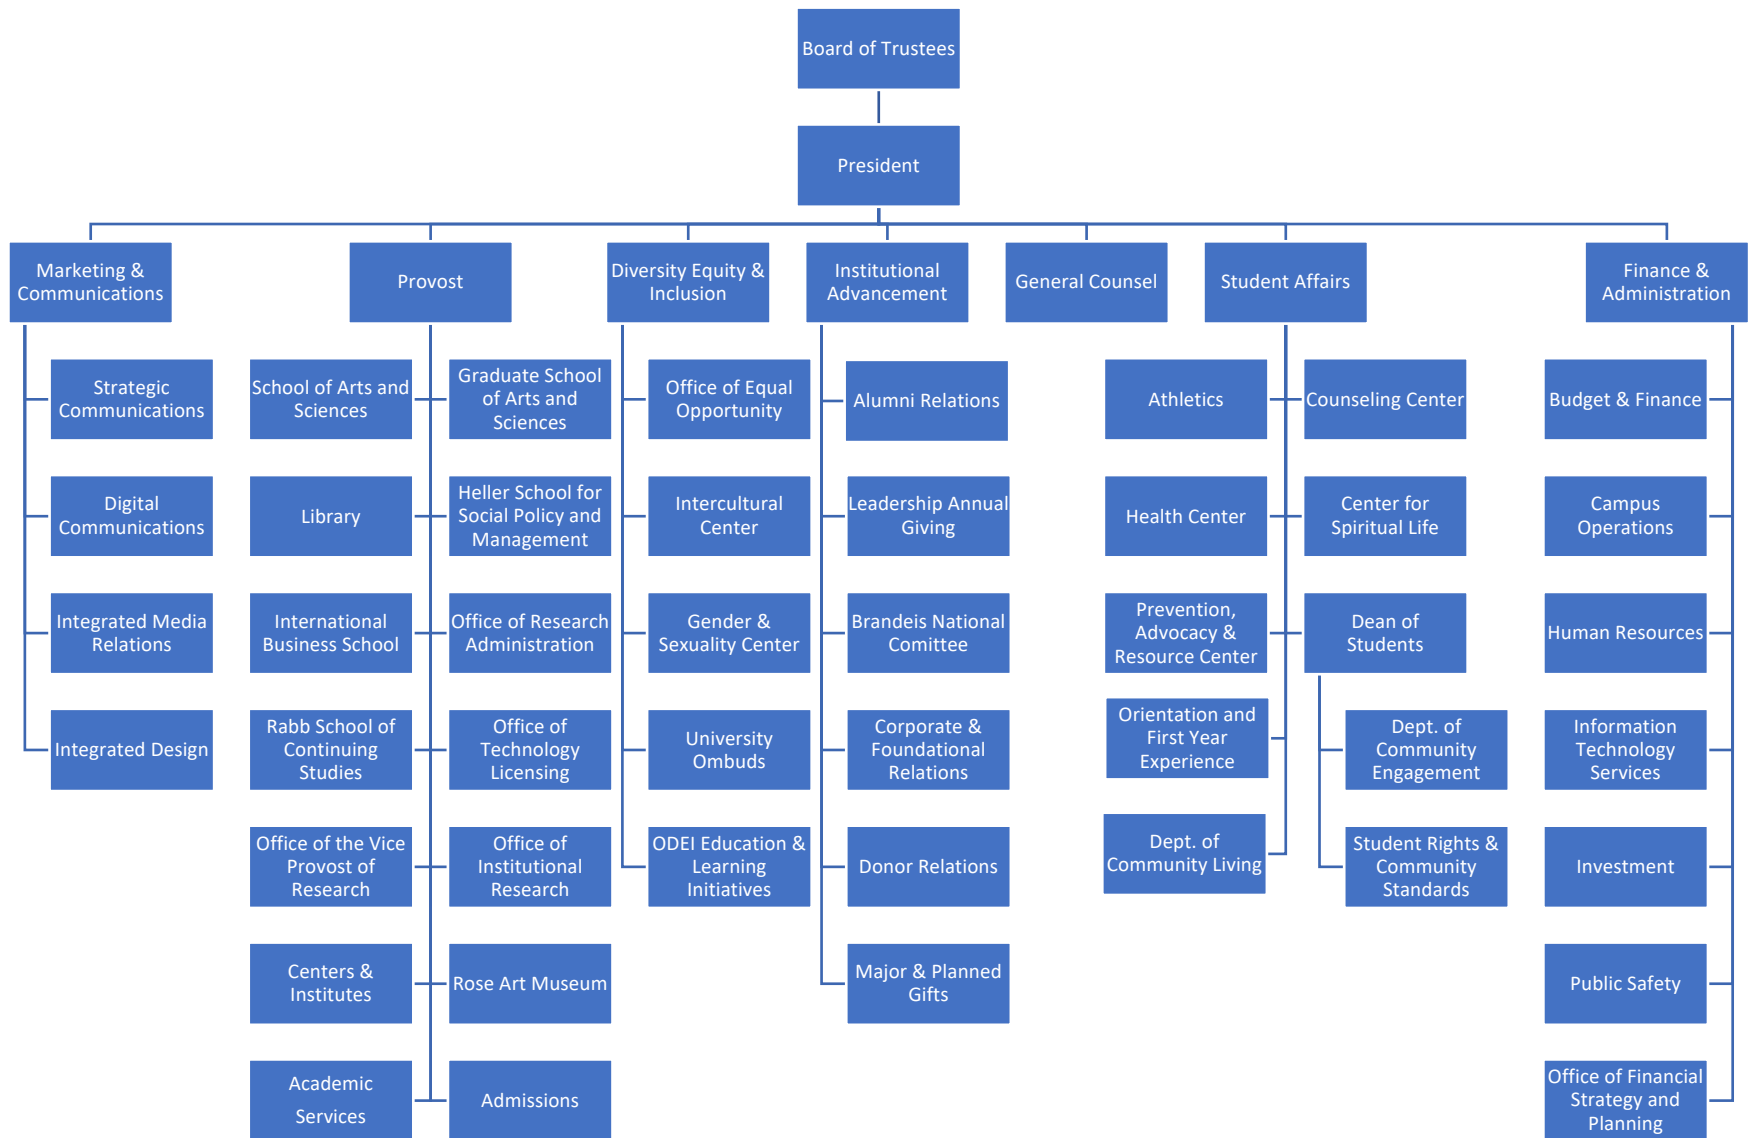 Board of Trustees
President
Marketing &
Communications
Provost
Diversity Equity &
Inclusion
Institutional
Advancement
General Counsel
Student Affairs
Finance &
Administration
Strategic
Communications
Digital
Communications
Integrated Media
Relations
Integrated Design
School of Arts and
Sciences
Graduate School
of Arts and
Sciences
Library
Heller School for
Social Policy and
Management
International
Business School
Office of Research
Administration
Rabb School of
Continuing
Studies
Office of
Technology
Licensing
Office of the Vice
Provost of
Research
Office of
Institutional
Research
Centers &
Institutes
Rose Art Museum
Academic
Services
Admissions
Office of Equal
Opportunity
Intercultural
Center
Gender &
Sexuality Center
University
Ombuds
ODEI Education &
Learning
Initiatives
Alumni Relations
Leadership Annual
Giving
Brandeis National
Comittee
Corporate &
Foundational
Relations
Donor Relations
Major & Planned
Gifts
Athletics
Counseling Center
Health Center
Center for
Spiritual Life
Prevention,
Advocacy &
Resource Center
Dean of
Students
Orientation and
First Year
Experience
Dept. of
Community
Engagement
Dept. of
Community Living
Student Rights &
Community
Standards
Budget & Finance
Campus
Operations
Human Resources
Information
Technology
Services
Investment
Public Safety
Office of Financial
Strategy and
Planning